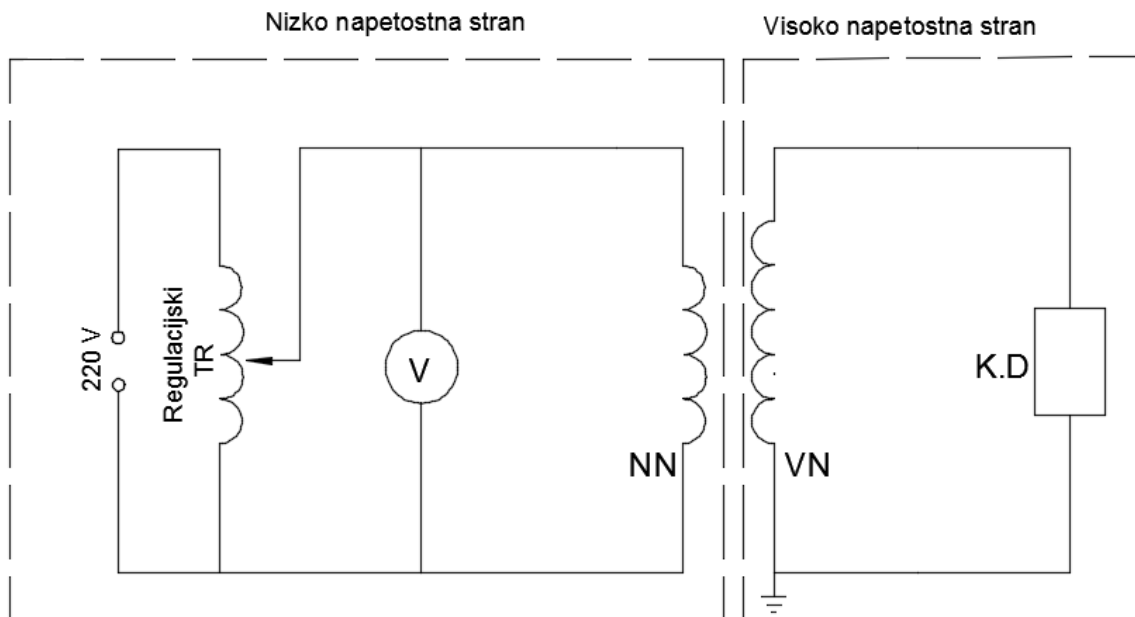 Nizko napetostna stran
Visoko napetostna stran
220 V
Regulacijski
TR
V
NN
VN
K.D